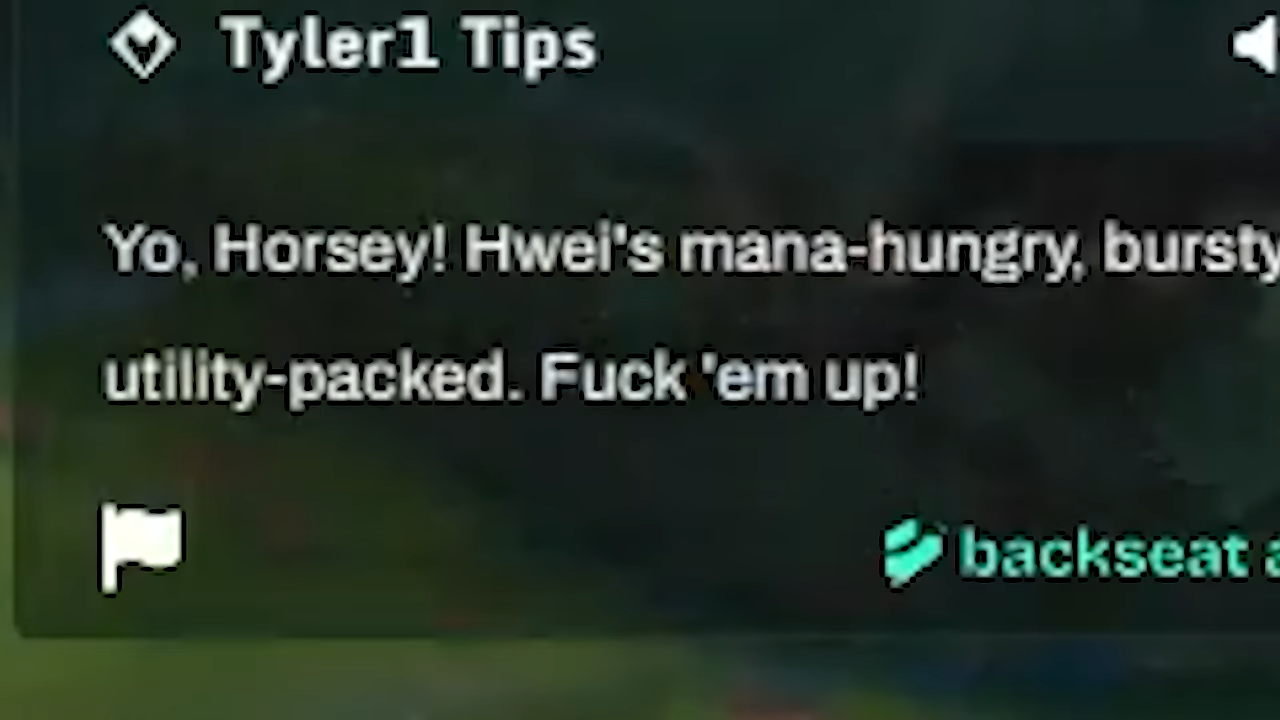 Tyler1 Tips
Yo, Horsey! Hwei's mana-hungry, bursty
utility-packed. Fuck 'em up!
backseat